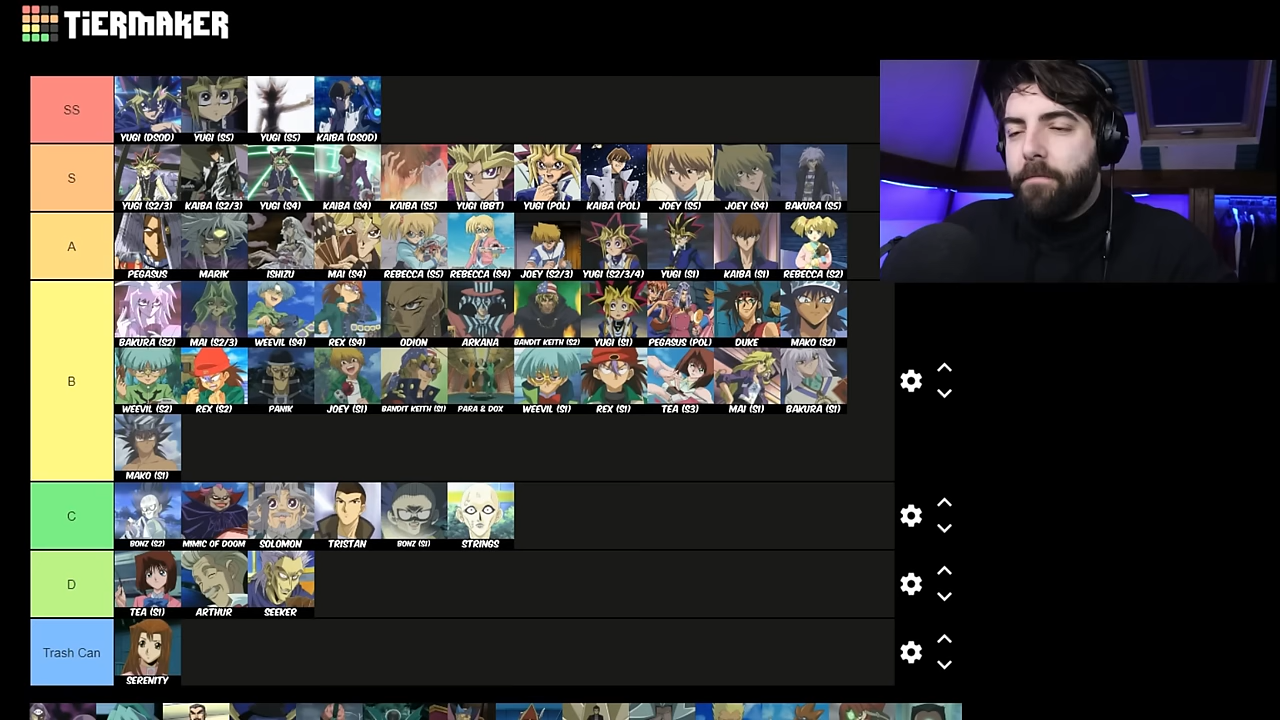 TIERMAKER
SS
YUGI (DSOD) YUGI (S5) YUGI (S5) KAIBA (DSOD)
S
YUGI (S2/3) KAIBA (S2/3) YUGI (S4) KAIBA (S4) KAIBA (S5) YUGI (BBT) YUGI (POL) KAIBA (POL) JOEY (S5) JOEY (S4) BAKURA (S5)
A
PEGASUS MARIK ISHIZU MAI (S4) REBECCA (S5) REBECCA (S4) JOEY (S2/3) YUGI (S2/3/4) YUGI (S1) KAIBA (S1) REBECCA (S2)
B
BAKURA (S2) MAI (S2/3) WEEVIL (S4) REX (S4) ODION ARKANA BANDIT KEITH (S2) YUGI (S1) PEGASUS (POL) DUKE MAKO (S2)
WEEVIL (S2) REX (S2) PANIK JOEY (S1) BANDIT KEITH (S1) PARA & DOX WEEVIL (S1) REX (S1) TEA (S3) MAI (S1) BAKURA (S1)
MAKO (S1)
C
BONZ (S2) MIMIC OF DOOM SOLOMON TRISTAN BONZ (S1) STRINGS
D
TEA (S1) ARTHUR SEEKER
Trash Can
SERENITY